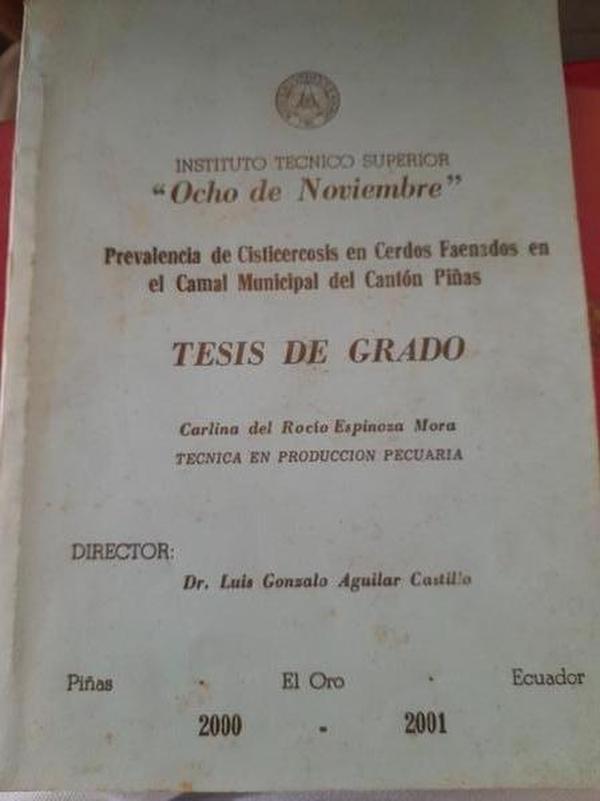 INSTITUTO TECNICO SUPERIOR
“Ocho de Noviembre”
Prevalencia de Cisticercosis en Cerdos Faenados en
el Camal Municipal del Cantón Piñas
TESIS DE GRADO
Carlina del Rocío Espinoza Mora
TECNICA EN PRODUCCION PECUARIA
DIRECTOR:
Dr. Luis Gonzalo Aguilar Castillo
Piñas - El Oro - Ecuador
2000 - 2001